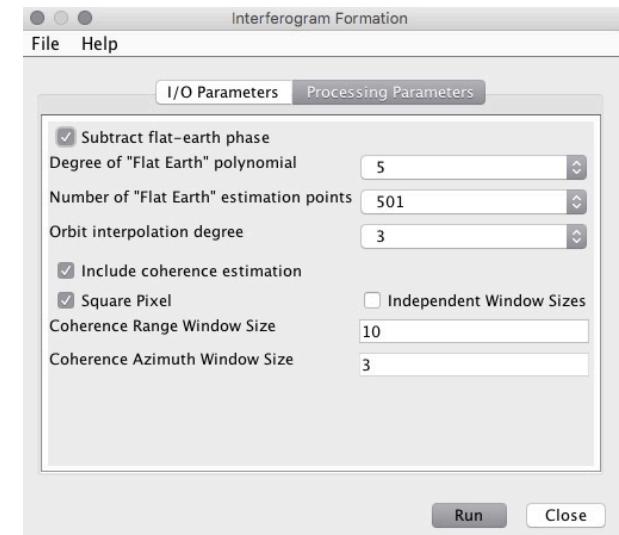 Interferogram Formation
File Help
I/O Parameters Processing Parameters
Subtract flat-earth phase
Degree of "Flat Earth" polynomial 5
Number of "Flat Earth" estimation points 501
Orbit interpolation degree 3
Include coherence estimation
Square Pixel Independent Window Sizes
Coherence Range Window Size 10
Coherence Azimuth Window Size 3
Run Close